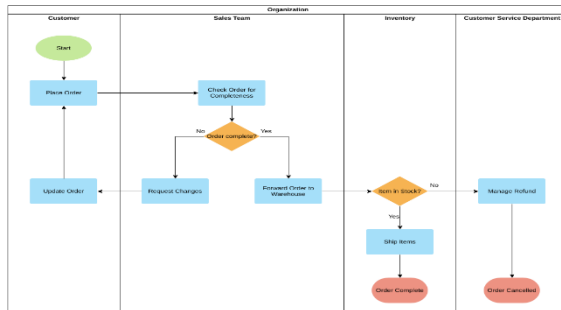 Organization
Customer
Sales Team
Inventory
Customer Service Department
Start
Place Order
Check Order for
Completeness
No
Order complete?
Yes
Update Order
Request Changes
Forward Order to
Warehouse
Item In Stock?
No
Manage Refund
Yes
Ship Items
Order Complete
Order Cancelled